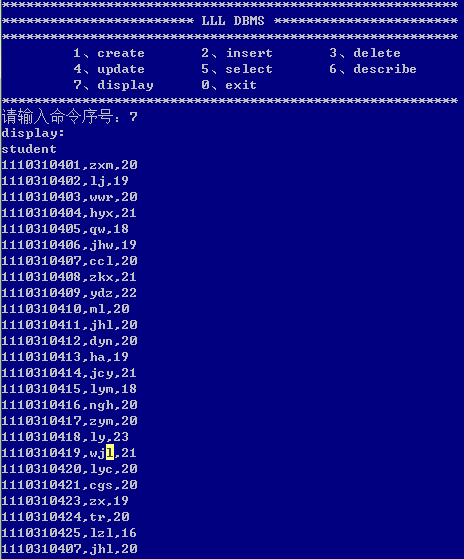 ********************************************************
************************ LLL DBMS ***********************
********************************************************
1、create 2、insert 3、delete
4、update 5、select 6、describe
7、display 0、exit
********************************************************
请输入命令序号：7
display:
student
1110310401,zxm,20
1110310402,lj,19
1110310403,wwr,20
1110310404,hyx,21
1110310405,qw,18
1110310406,jhw,19
1110310407,ccl,20
1110310408,zkx,21
1110310409,ydz,22
1110310410,ml,20
1110310411,jhl,20
1110310412,dyn,20
1110310413,ha,19
1110310414,jcy,21
1110310415,lym,18
1110310416,ngh,20
1110310417,zym,20
1110310418,ly,23
1110310419,wjl,21
1110310420,lyc,20
1110310421,cgs,20
1110310423,zx,19
1110310424,tr,20
1110310425,lzl,16
1110310407,jhl,20